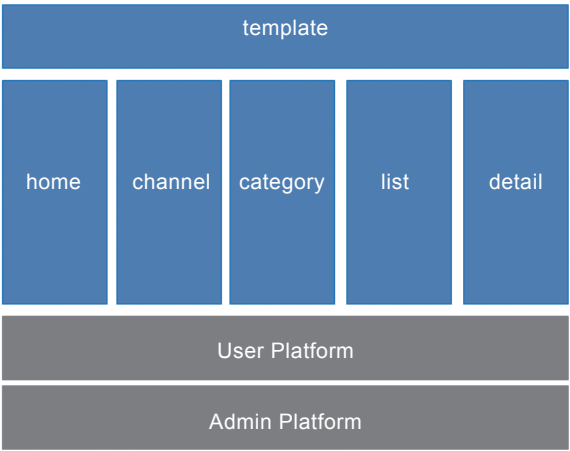 template
home
channel
category
list
detail
User Platform
Admin Platform